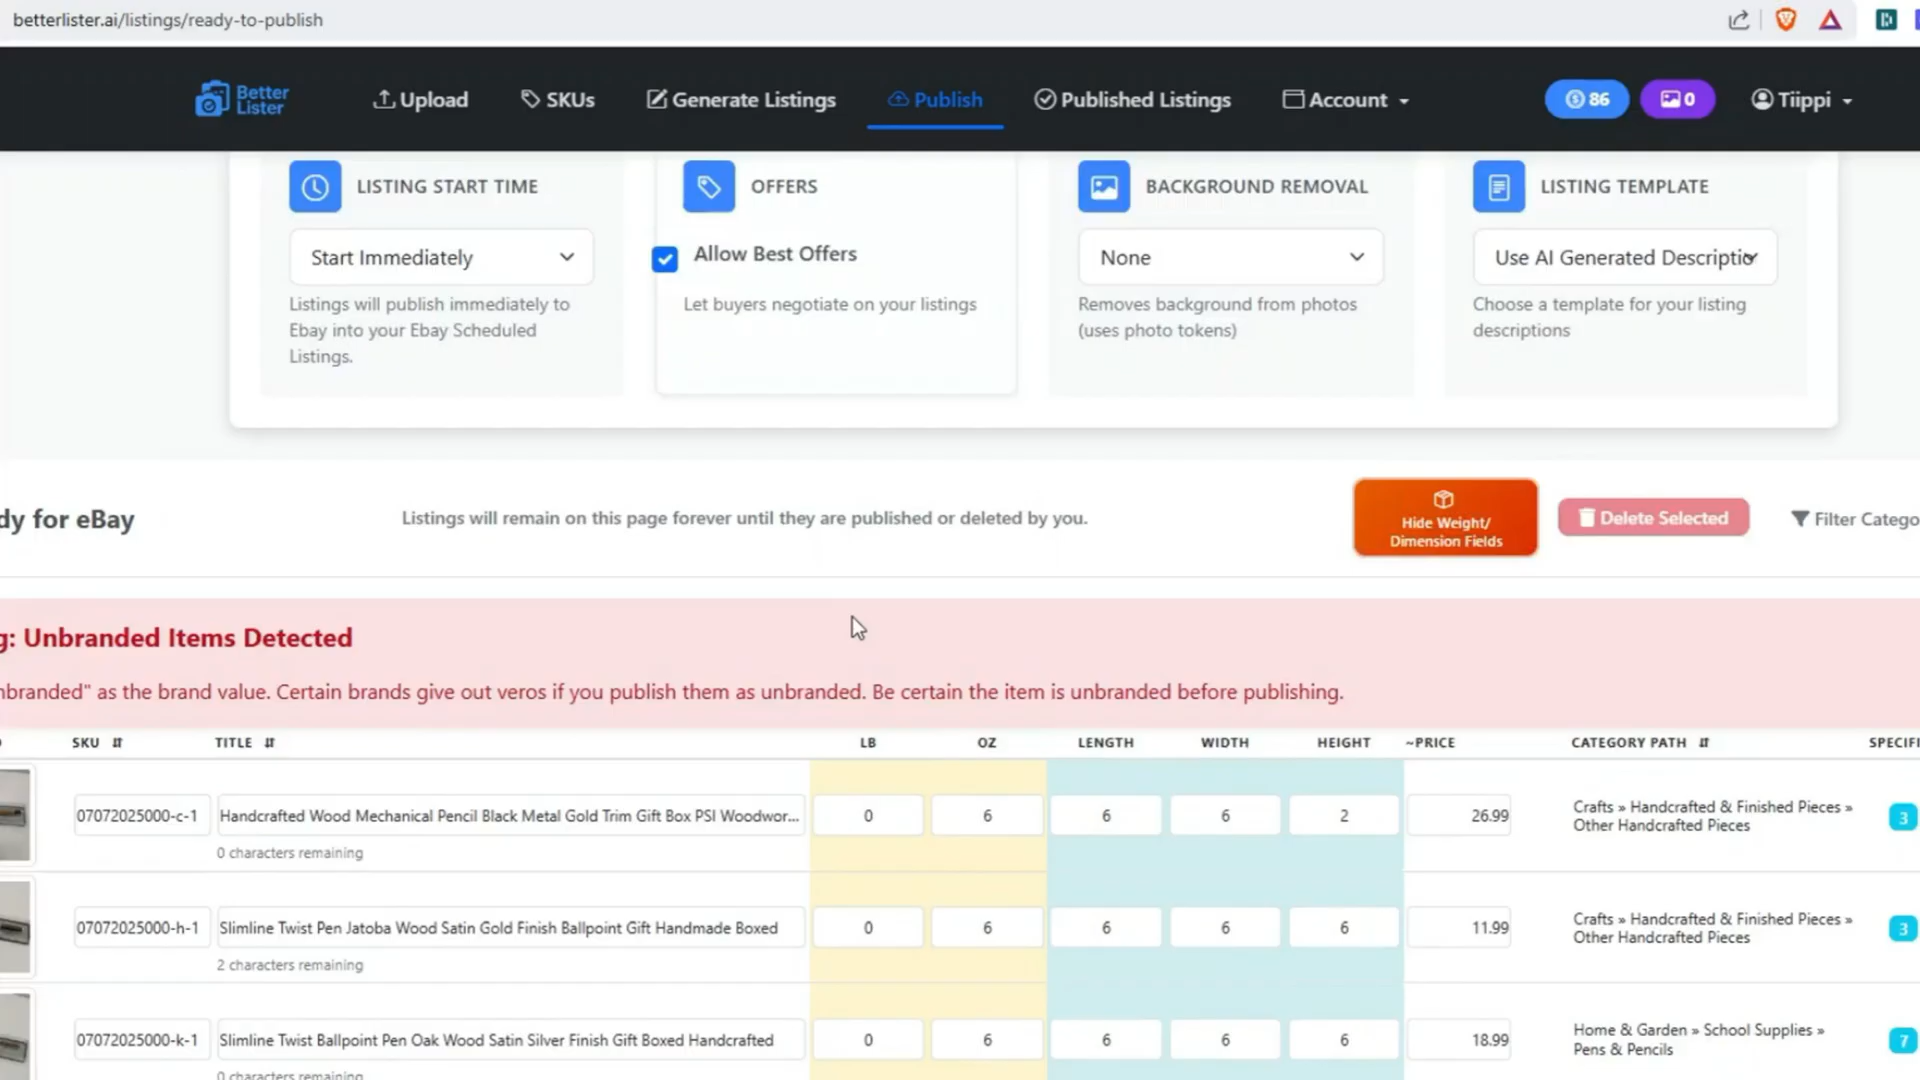 betterlister.ai/listings/ready-to-publish
Better Lister
Upload
SKUs
Generate Listings
Publish
Published Listings
Account
86
0
Tiippi
LISTING START TIME
Start Immediately
Listings will publish immediately to
Ebay into your Ebay Scheduled
Listings.
OFFERS
Allow Best Offers
Let buyers negotiate on your listings
BACKGROUND REMOVAL
None
Removes background from photos
(uses photo tokens)
LISTING TEMPLATE
Use AI Generated Descriptio
Choose a template for your listing
descriptions
dy for eBay
Listings will remain on this page forever until they are published or deleted by you.
Hide Weight/
Dimension Fields
Delete Selected
Filter Catego
g: Unbranded Items Detected
nbranded" as the brand value. Certain brands give out veros if you publish them as unbranded. Be certain the item is unbranded before publishing.
SKU TITLE LB OZ LENGTH WIDTH HEIGHT ~PRICE CATEGORY PATH SPECIFI
07072025000-c-1 Handcrafted Wood Mechanical Pencil Black Metal Gold Trim Gift Box PSI Woodwor... 0 6 6 6 2 26.99 Crafts » Handcrafted & Finished Pieces » 3
Other Handcrafted Pieces
0 characters remaining
07072025000-h-1 Slimline Twist Pen Jatoba Wood Satin Gold Finish Ballpoint Gift Handmade Boxed 0 6 6 6 6 11.99 Crafts » Handcrafted & Finished Pieces » 3
Other Handcrafted Pieces
2 characters remaining
07072025000-k-1 Slimline Twist Ballpoint Pen Oak Wood Satin Silver Finish Gift Boxed Handcrafted 0 6 6 6 6 18.99 Home & Garden » School Supplies » 7
Pens & Pencils
0 characters remaining